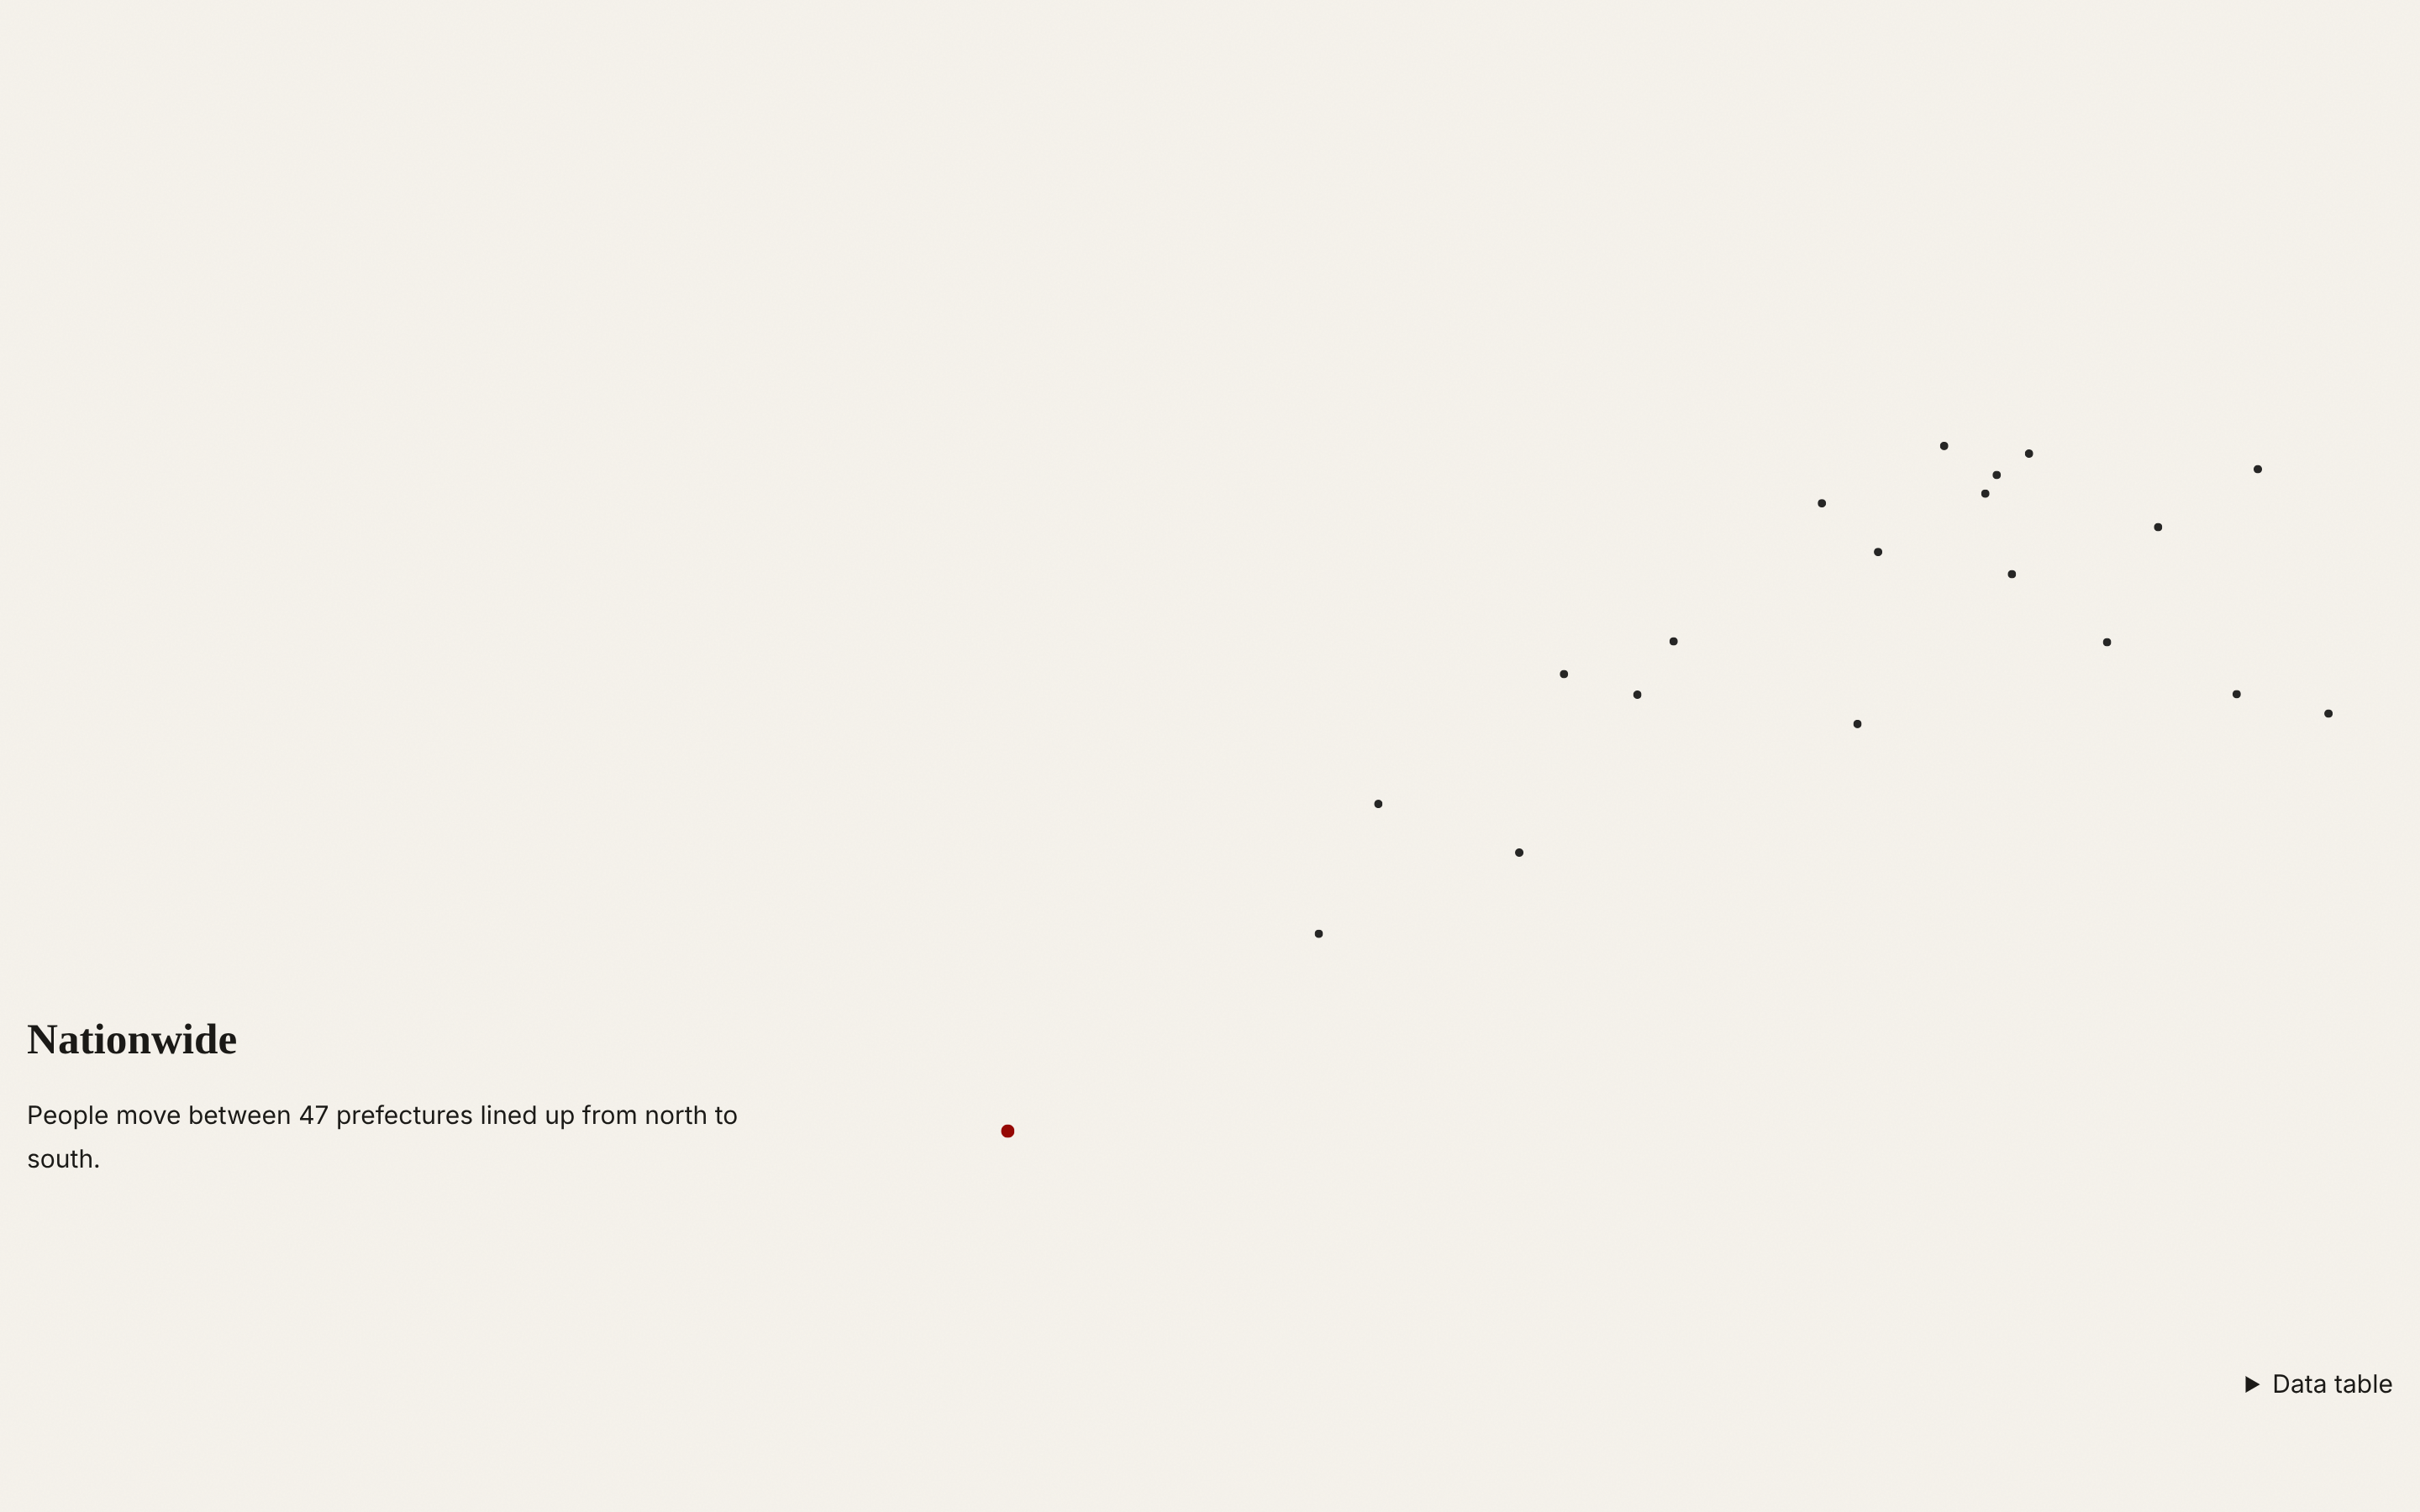 Nationwide
People move between 47 prefectures lined up from north to
south.
Data table